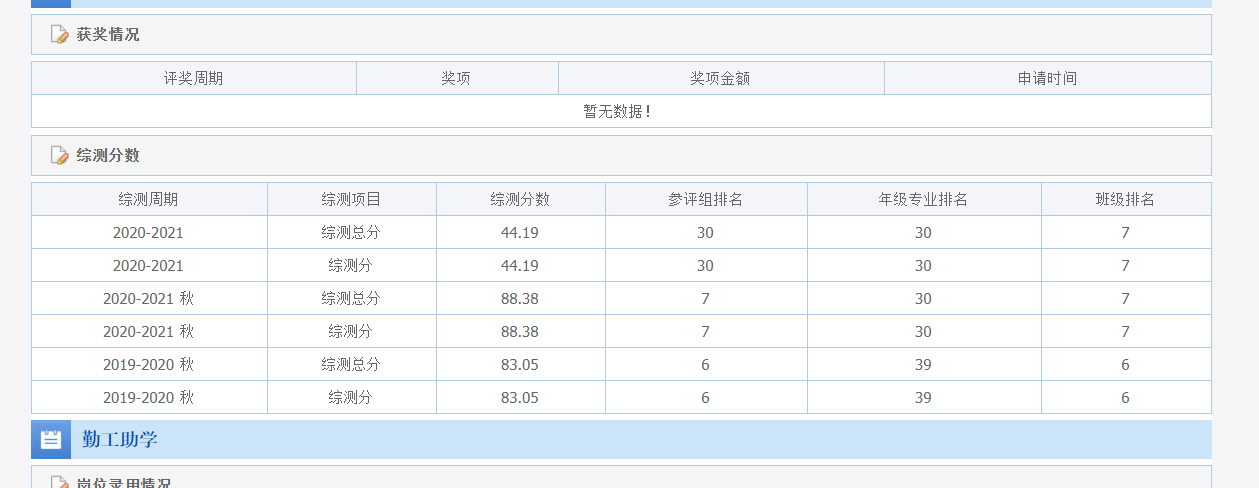 获奖情况
评奖周期 奖项 奖项金额 申请时间
暂无数据！
综测分数
综测周期 综测项目 综测分数 参评组排名 年级专业排名 班级排名
2020-2021 综测总分 44.19 30 30 7
2020-2021 综测分 44.19 30 30 7
2020-2021 秋 综测总分 88.38 7 30 7
2020-2021 秋 综测分 88.38 7 30 7
2019-2020 秋 综测总分 83.05 6 39 6
2019-2020 秋 综测分 83.05 6 39 6
勤工助学
岗位录用情况